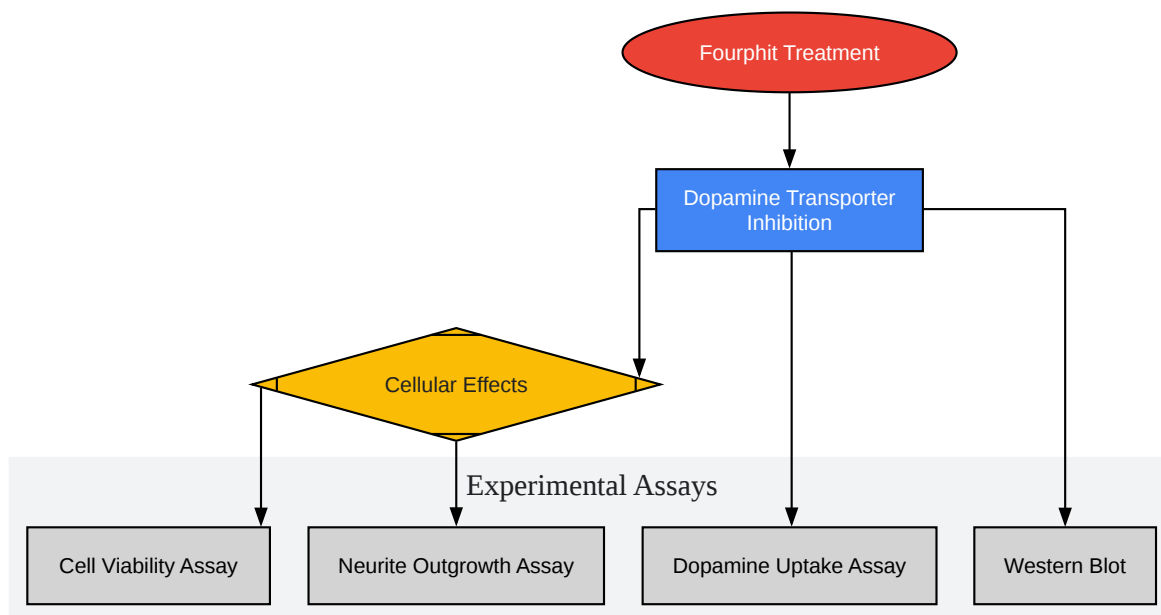 Fourphit Treatment
Dopamine Transporter
Inhibition
Cellular Effects
Experimental Assays
Cell Viability Assay
Neurite Outgrowth Assay
Dopamine Uptake Assay
Western Blot